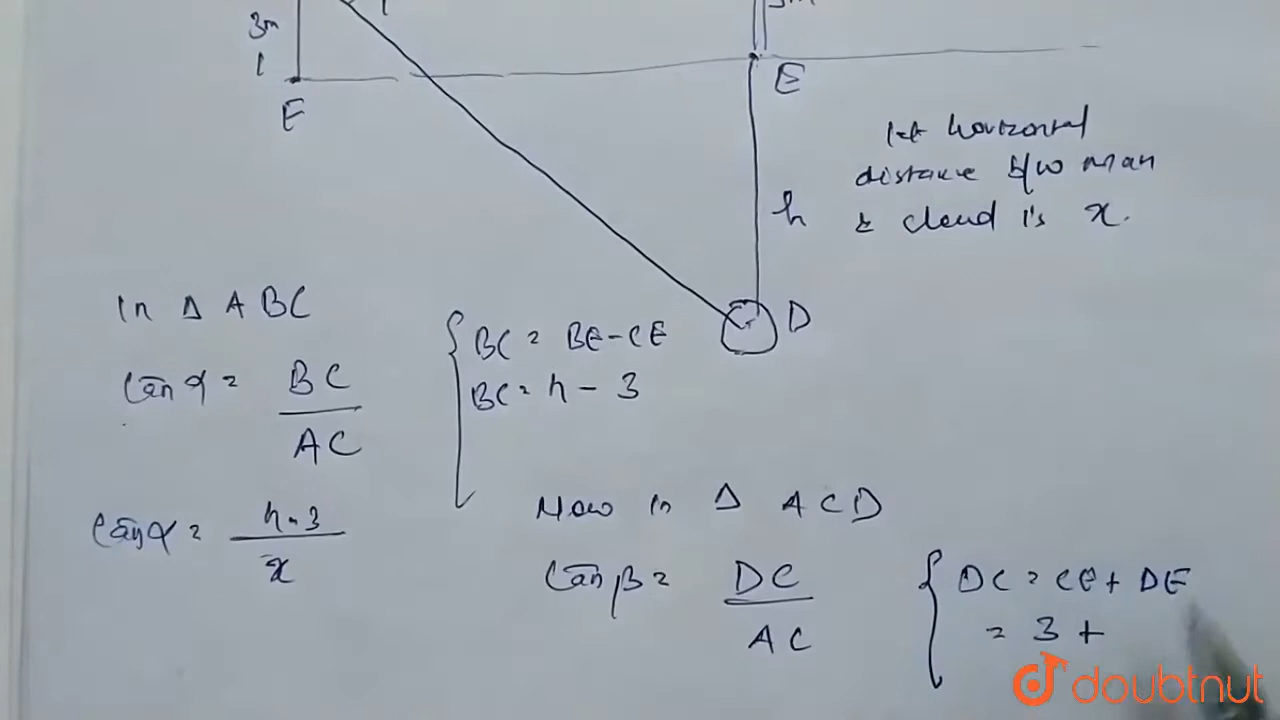 3m
E
E
let horizontal
distance b/w man
& cloud is x.
h
D
In Δ ABC
tan α = BC / AC
{ BC = BE - CE
BC = h - 3
tan α = h - 3 / x
Now in Δ ACD
tan β = DC / AC
{ DC = CE + DE
= 3 +
doubtnut